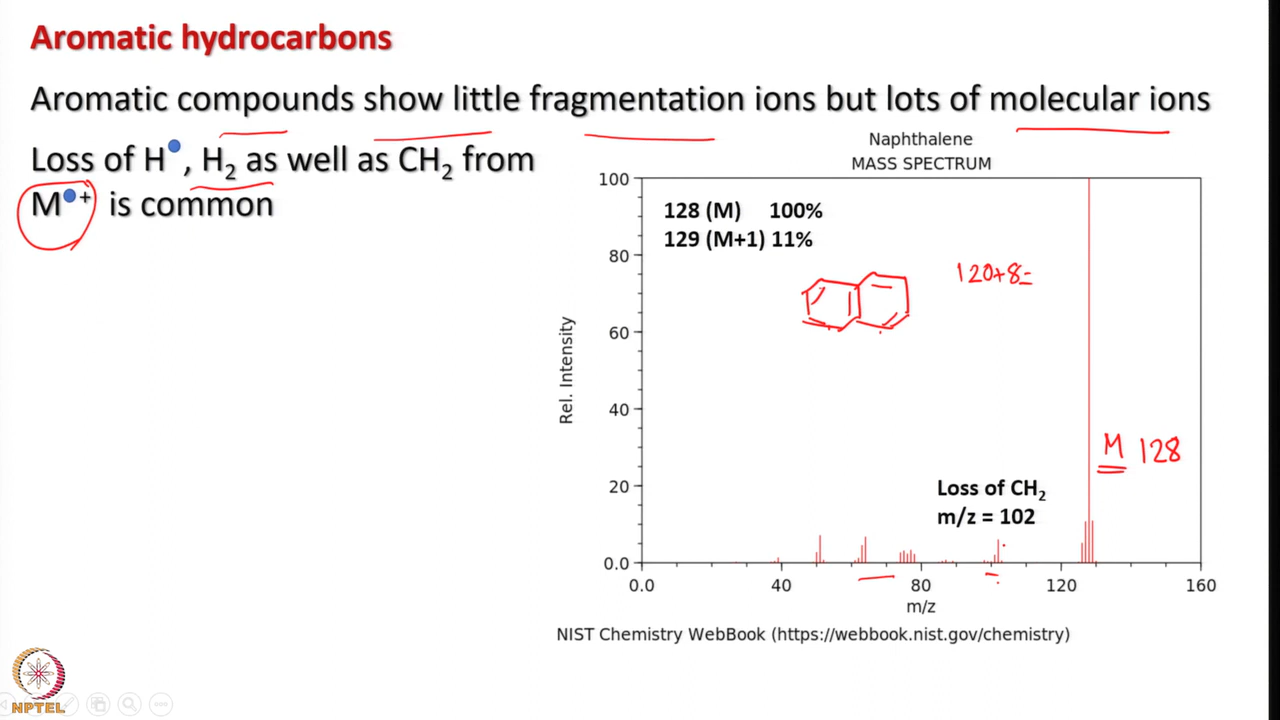 Aromatic hydrocarbons
Aromatic compounds show little fragmentation ions but lots of molecular ions
Loss of H•, H₂ as well as CH₂ from
M•+ is common
Naphthalene
MASS SPECTRUM
128 (M) 100%
129 (M+1) 11%
120+8=
M 128
Loss of CH₂
m/z = 102
Rel. Intensity
100
80
60
40
20
0.0
0.0 40 80 120 160
m/z
NIST Chemistry WebBook (https://webbook.nist.gov/chemistry)
NPTEL